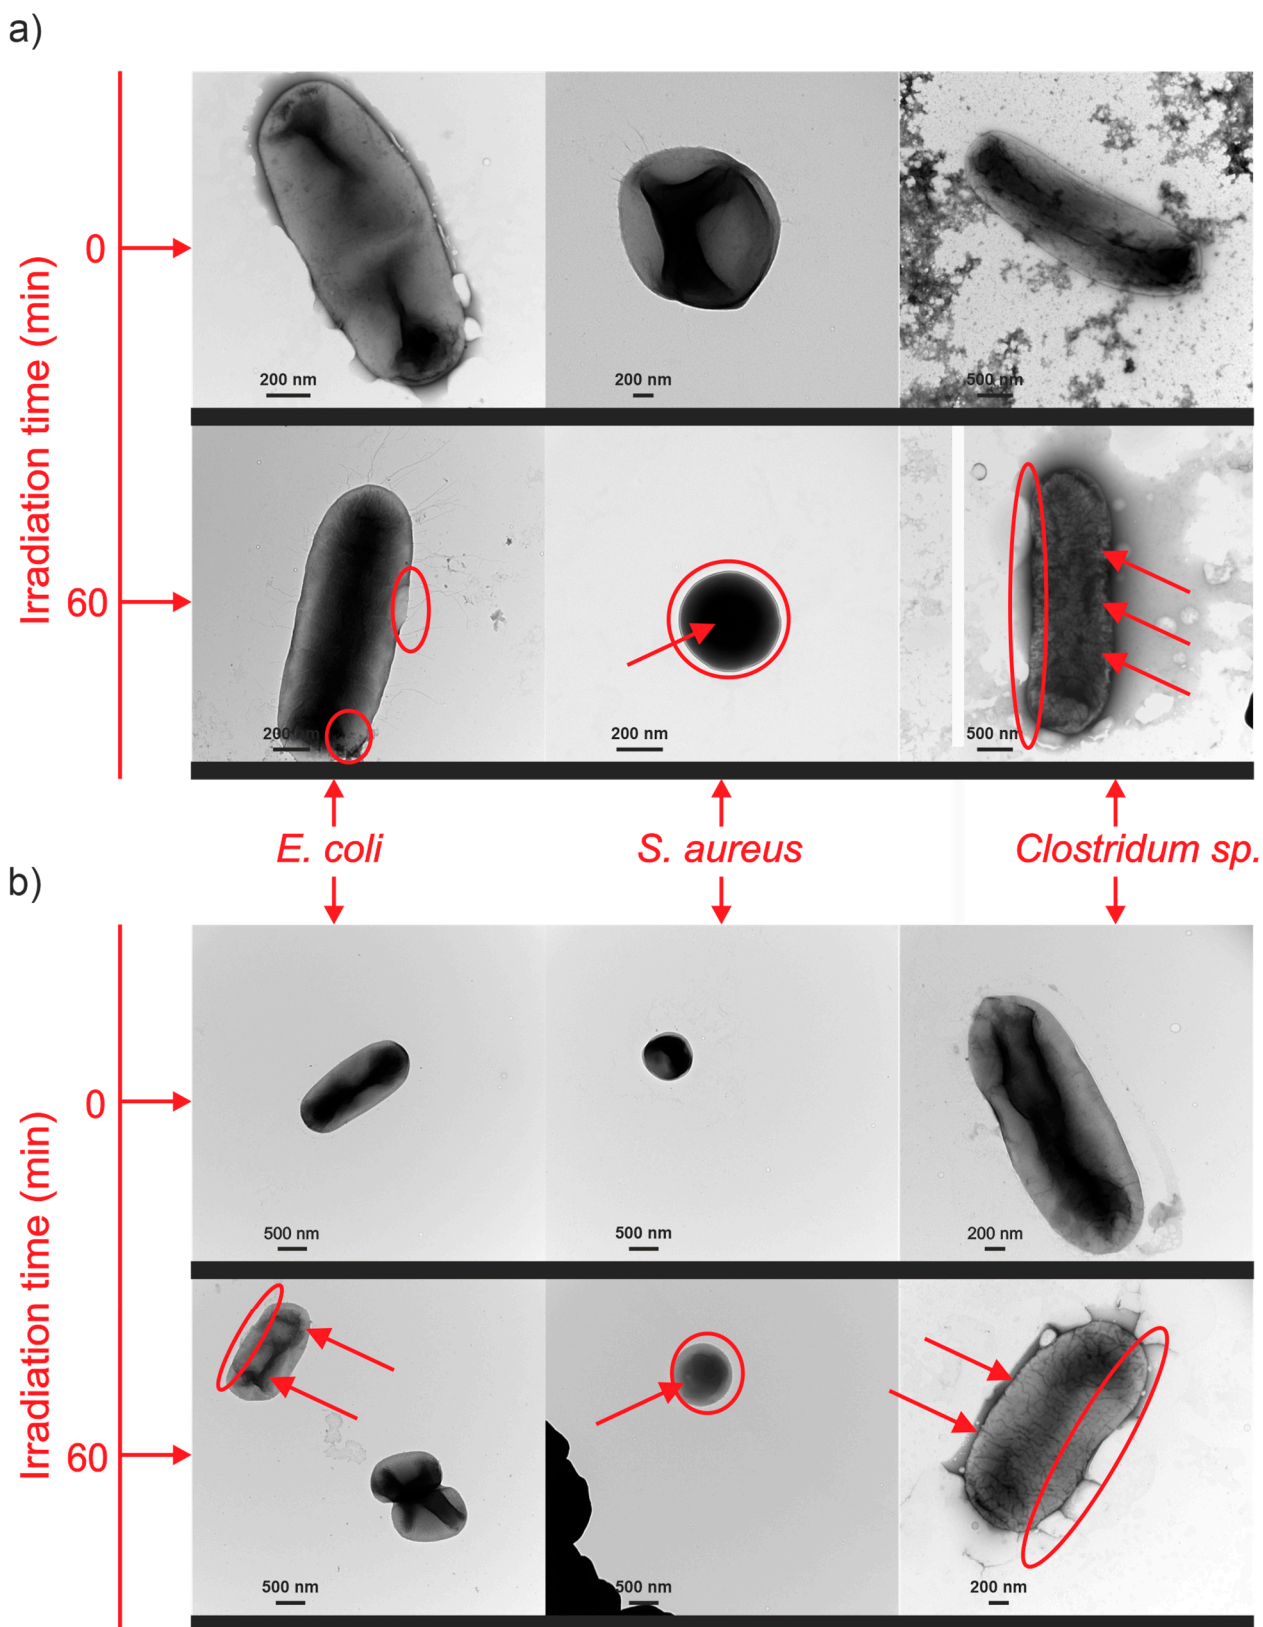 a)
Irradiation time (min)
0
200 nm
200 nm
500 nm
60
200 nm
200 nm
500 nm
E. coli
S. aureus
Clostridum sp.
b)
Irradiation time (min)
0
500 nm
500 nm
200 nm
60
500 nm
500 nm
200 nm